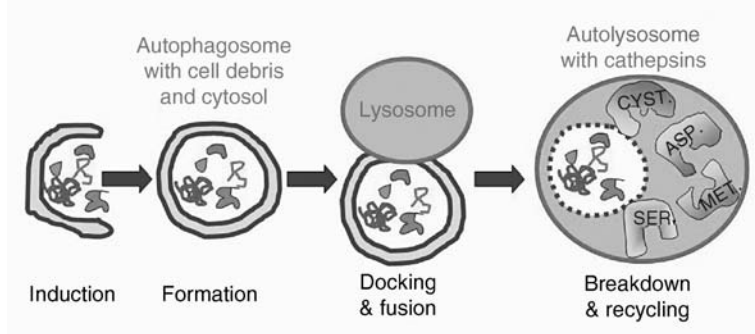 Autophagosome
with cell debris
and cytosol
Lysosome
Autolysosome
with cathepsins
CYST.
ASP.
MET.
SER.
Induction
Formation
Docking
& fusion
Breakdown
& recycling